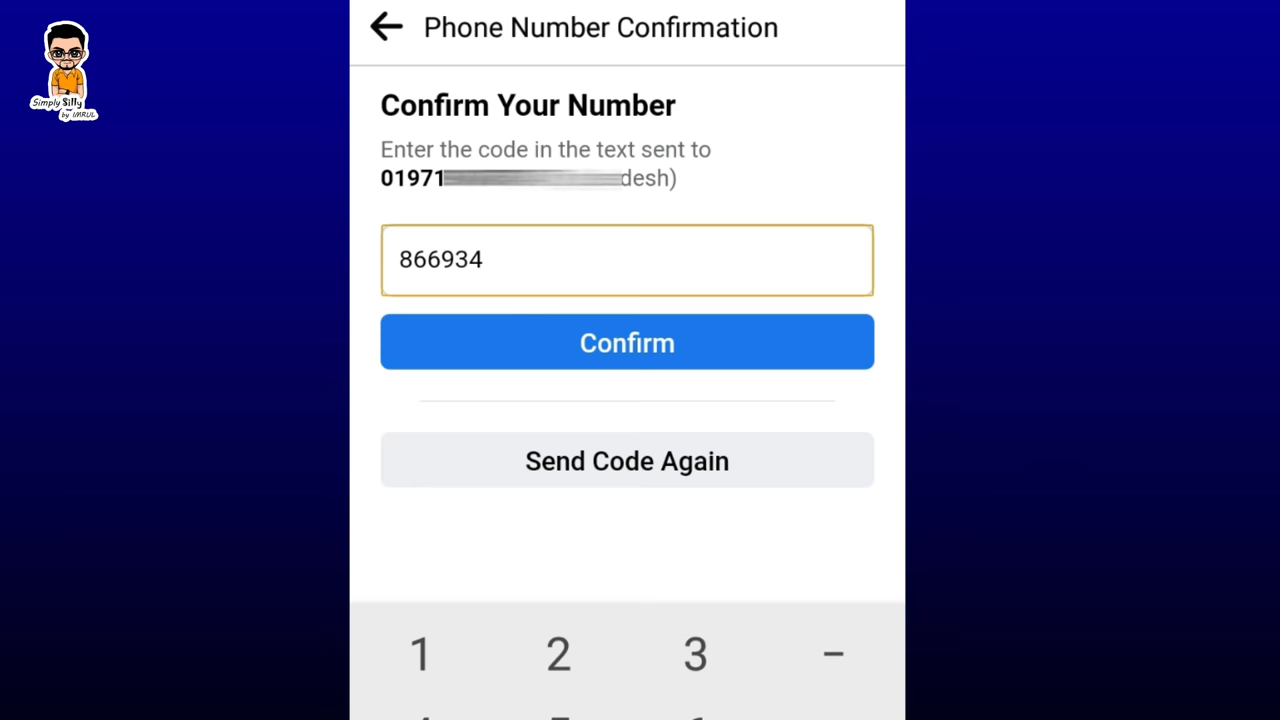 Simply Silly
by IMRUL
Phone Number Confirmation
Confirm Your Number
Enter the code in the text sent to
01971 desh)
866934
Confirm
Send Code Again
1 2 3 −